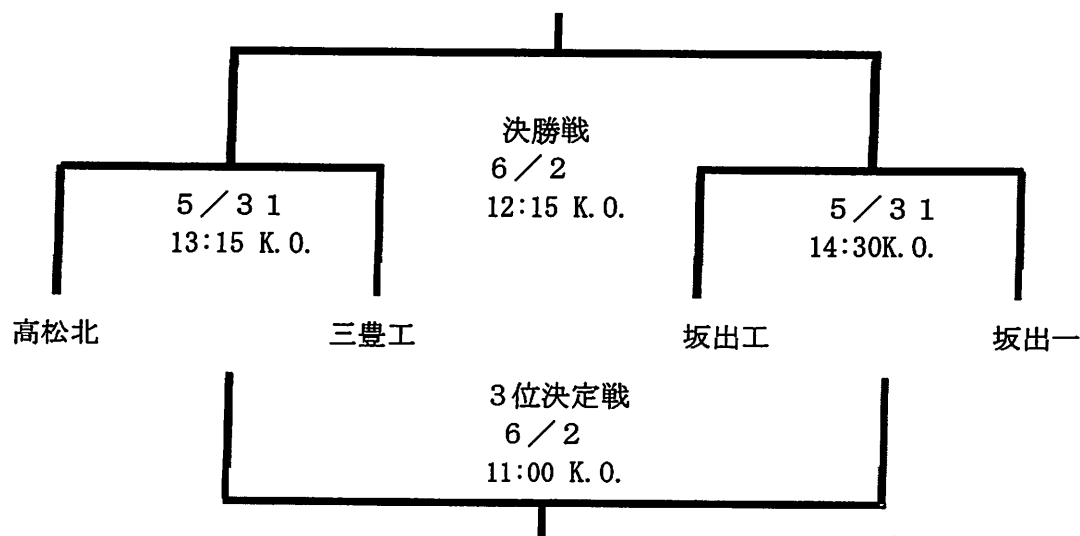 決勝戦
6/2
12:15 K.O.
5/31
13:15 K.O.
5/31
14:30K.O.
高松北
三豊工
坂出工
坂出一
3位決定戦
6/2
11:00 K.O.